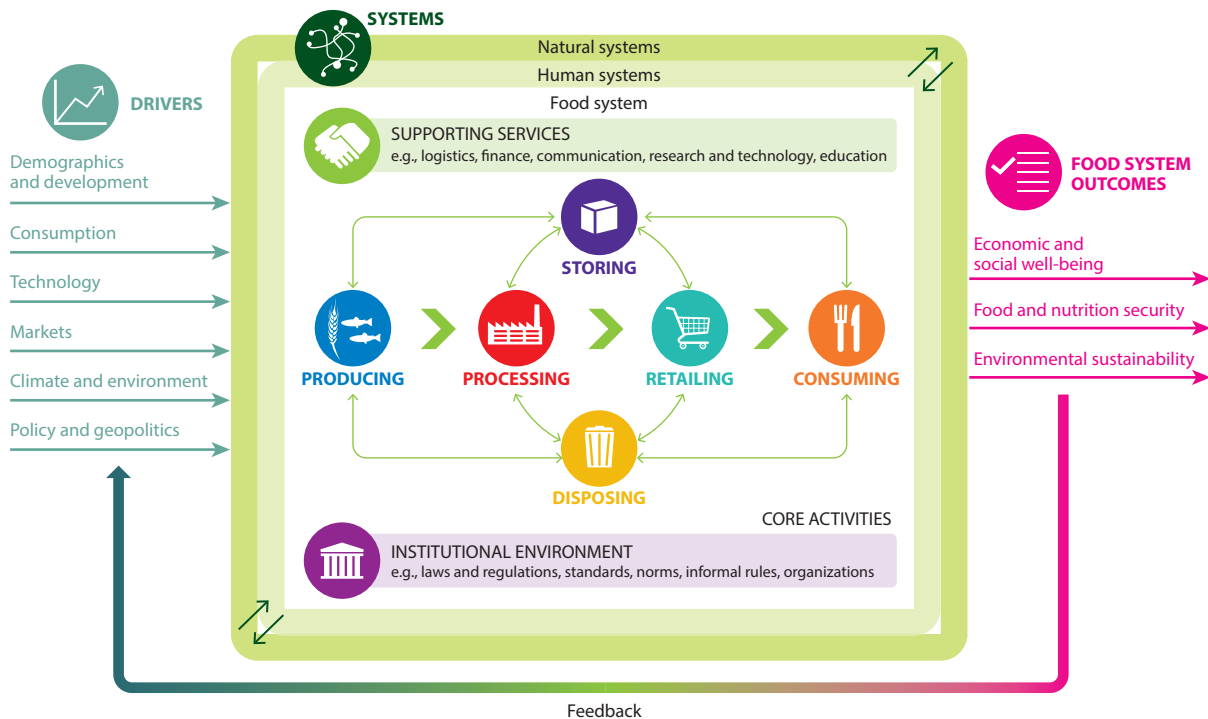 SYSTEMS
Natural systems
Human systems
Food system
DRIVERS
Demographics
and development
Consumption
Technology
Markets
Climate and environment
Policy and geopolitics
SUPPORTING SERVICES
e.g., logistics, finance, communication, research and technology, education
STORING
PRODUCING
PROCESSING
RETAILING
CONSUMING
DISPOSING
CORE ACTIVITIES
INSTITUTIONAL ENVIRONMENT
e.g., laws and regulations, standards, norms, informal rules, organizations
FOOD SYSTEM
OUTCOMES
Economic and
social well-being
Food and nutrition security
Environmental sustainability
Feedback